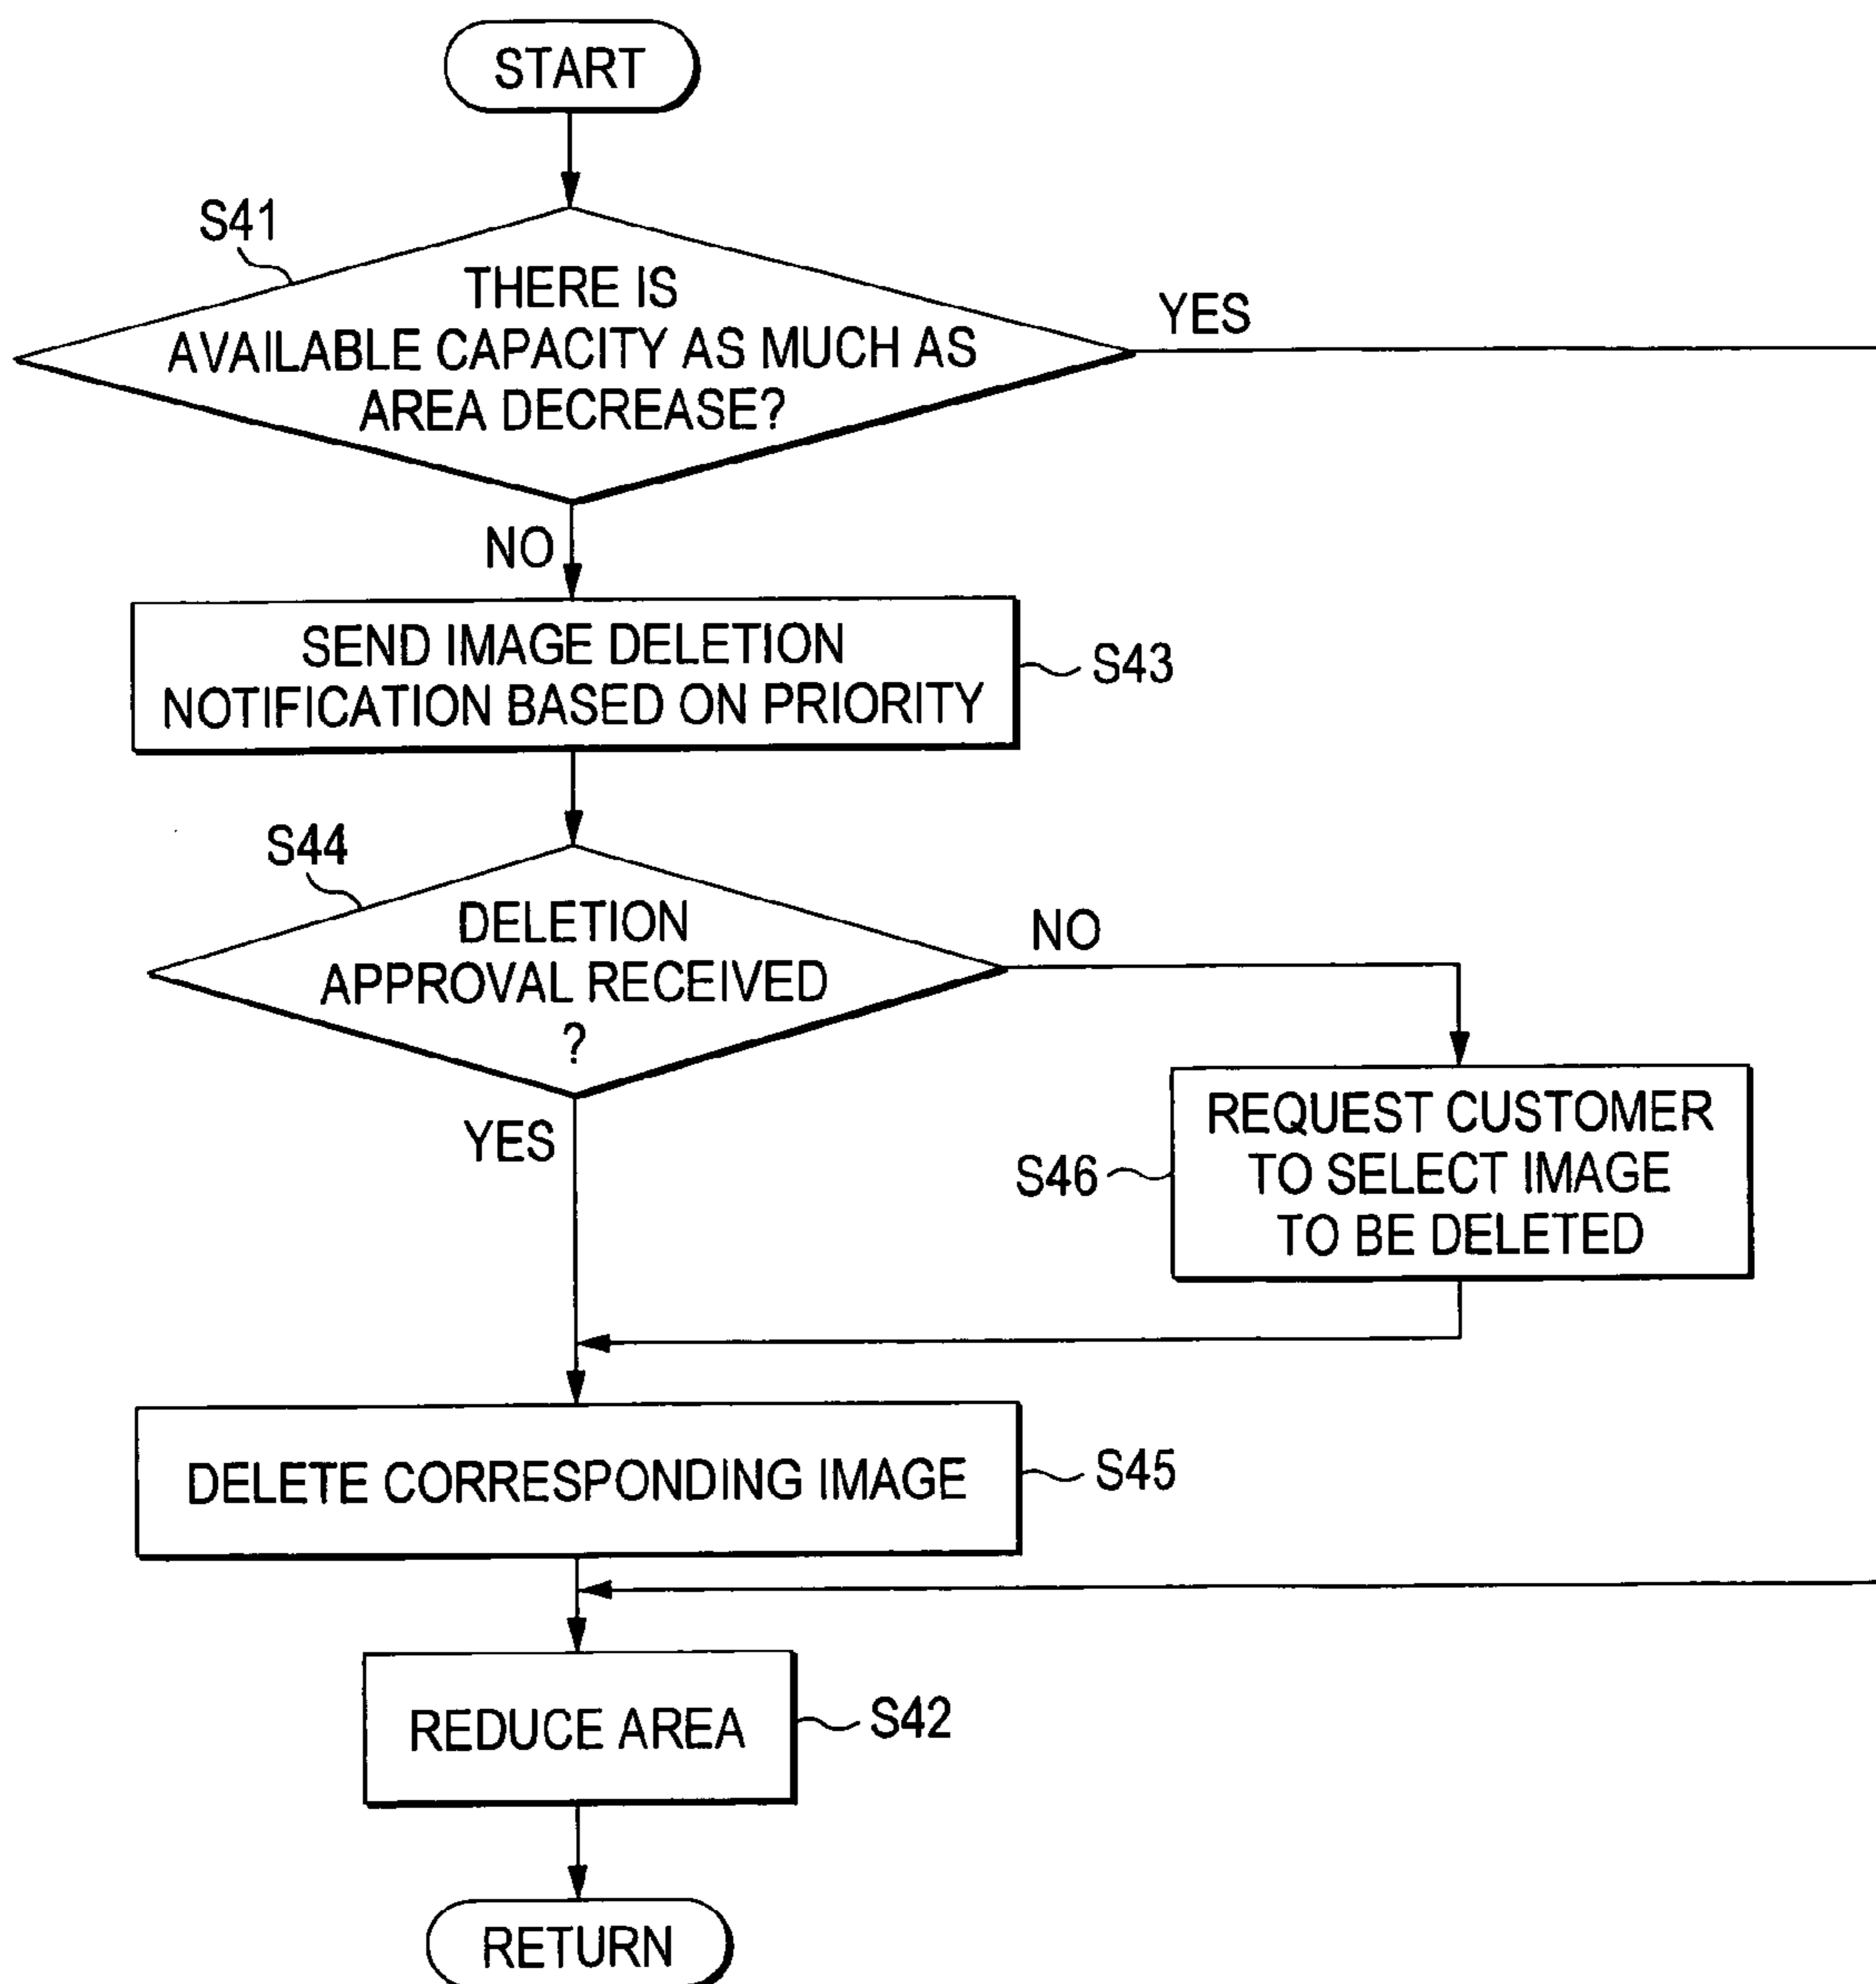 START
S41
THERE IS
AVAILABLE CAPACITY AS MUCH AS
AREA DECREASE?
YES
NO
SEND IMAGE DELETION
NOTIFICATION BASED ON PRIORITY
S43
S44
DELETION
APPROVAL RECEIVED
?
NO
YES
S46
REQUEST CUSTOMER
TO SELECT IMAGE
TO BE DELETED
DELETE CORRESPONDING IMAGE
S45
REDUCE AREA
S42
RETURN